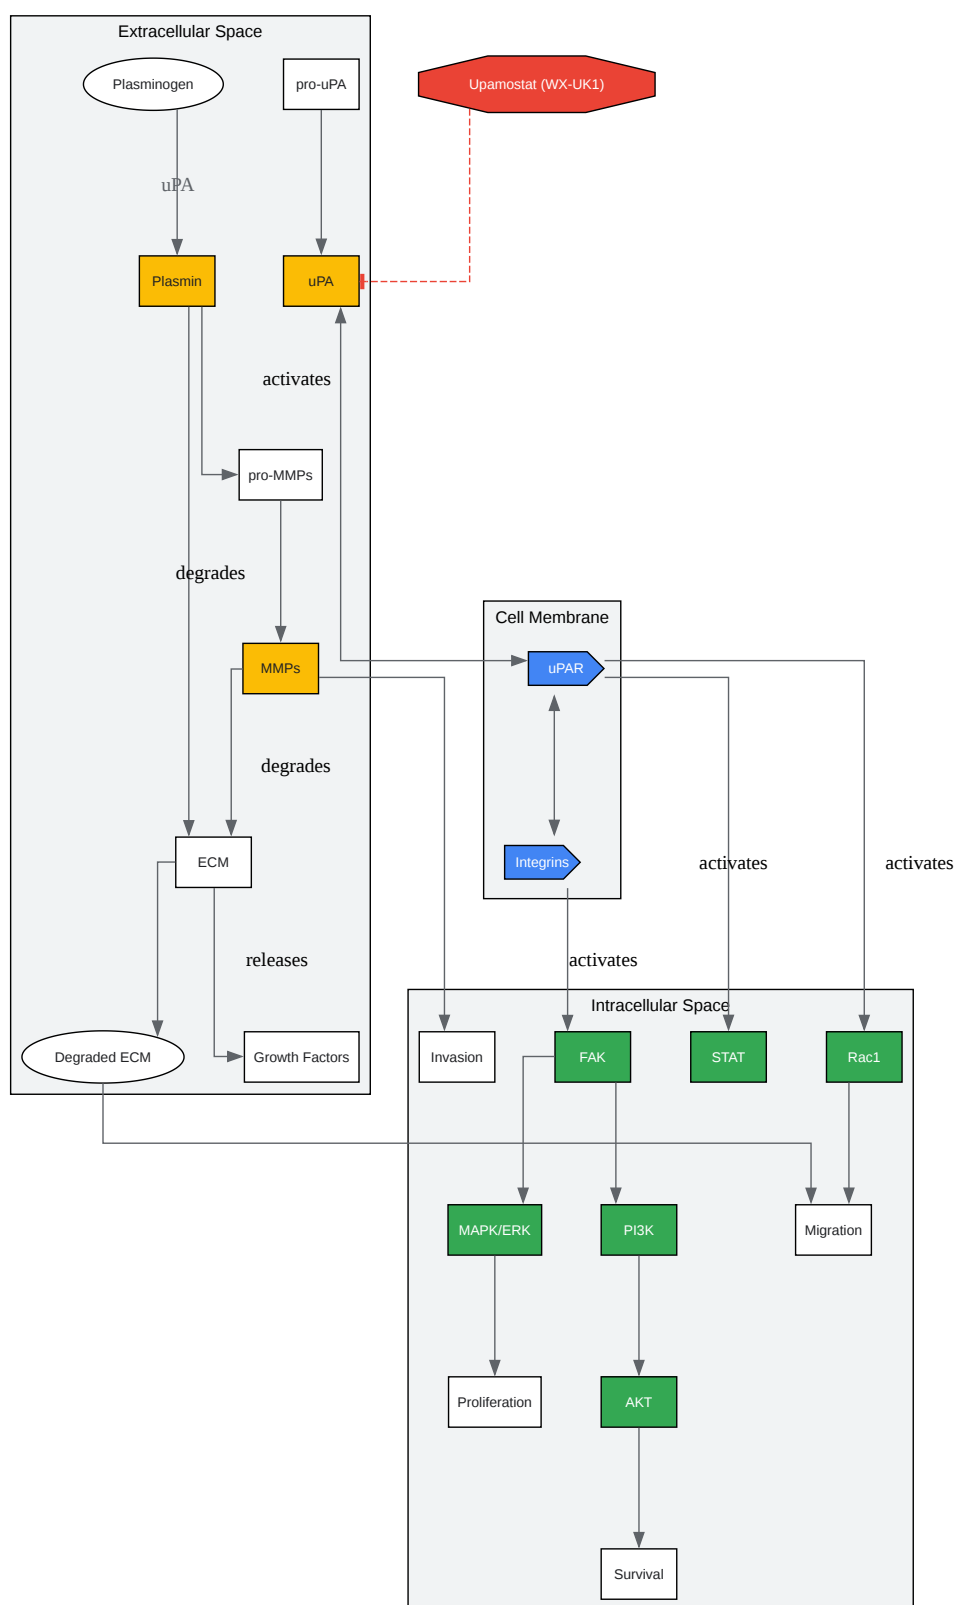 Extracellular Space
Plasminogen
pro-uPA
Upamostat (WX-UK1)
uPA
Plasmin
uPA
activates
pro-MMPs
degrades
Cell Membrane
MMPs
uPAR
degrades
ECM
Integrins
activates
activates
releases
activates
Intracellular Space
Degraded ECM
Growth Factors
Invasion
FAK
STAT
Rac1
MAPK/ERK
PI3K
Migration
Proliferation
AKT
Survival